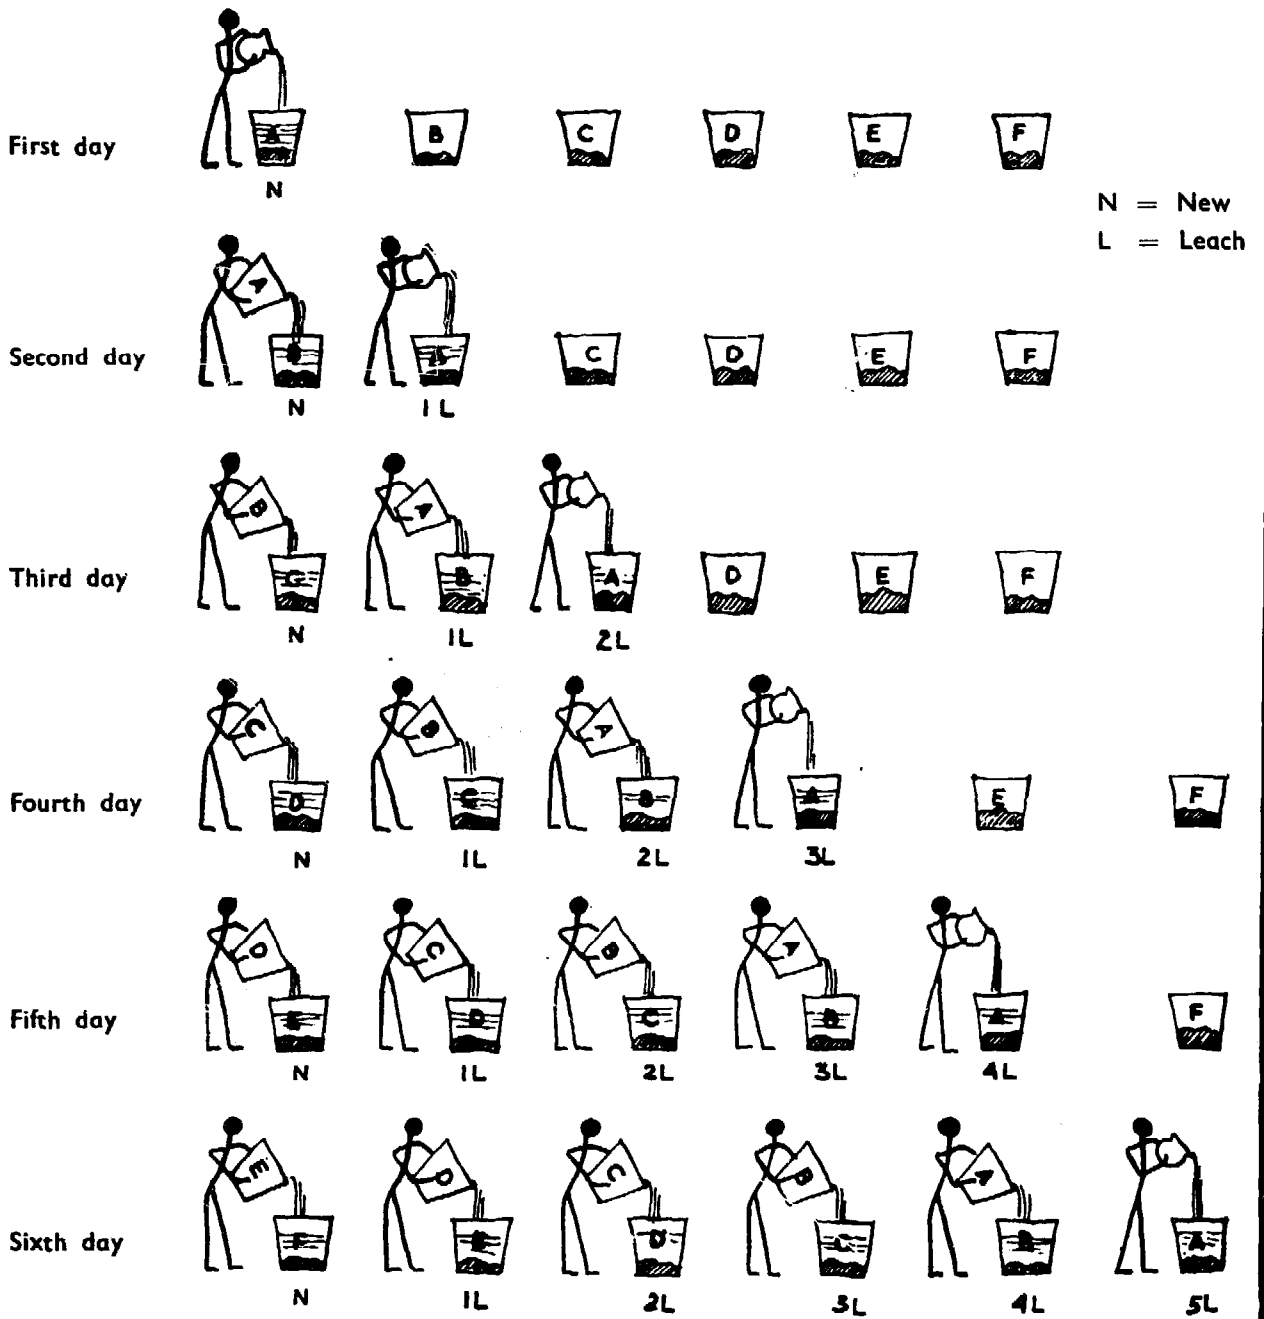 First day A B C D E F
N
N = New
L = Leach
A
Second day B A C D E F
N 1L
B A
Third day C B A D E F
N 1L 2L
C B A
Fourth day D C B A E F
N 1L 2L 3L
D C B A
Fifth day E D C B A F
N 1L 2L 3L 4L
E D C B A
Sixth day F E D C B A
N 1L 2L 3L 4L 5L